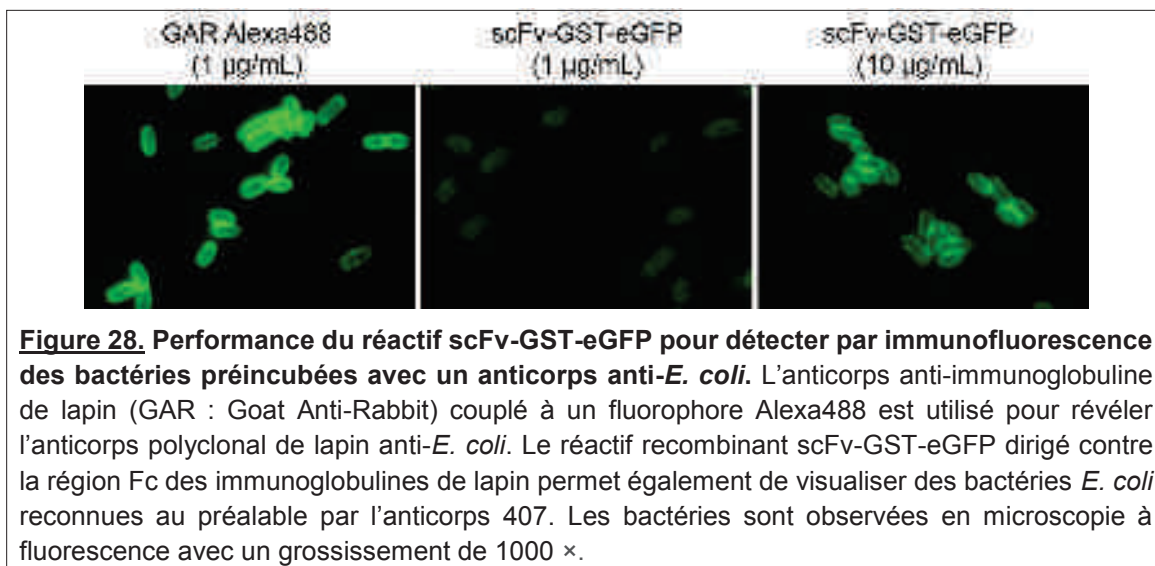 GAR Alexa488 scFv-GST-eGFP scFv-GST-eGFP
(1 µg/mL) (1 µg/mL) (10 µg/mL)
Figure 28. Performance du réactif scFv-GST-eGFP pour détecter par immunofluorescence
des bactéries préincubées avec un anticorps anti-E. coli. L’anticorps anti-immunoglobuline
de lapin (GAR : Goat Anti-Rabbit) couplé à un fluorophore Alexa488 est utilisé pour révéler
l’anticorps polyclonal de lapin anti-E. coli. Le réactif recombinant scFv-GST-eGFP dirigé contre
la région Fc des immunoglobulines de lapin permet également de visualiser des bactéries E. coli
reconnues au préalable par l’anticorps 407. Les bactéries sont observées en microscopie à
fluorescence avec un grossissement de 1000 ×.